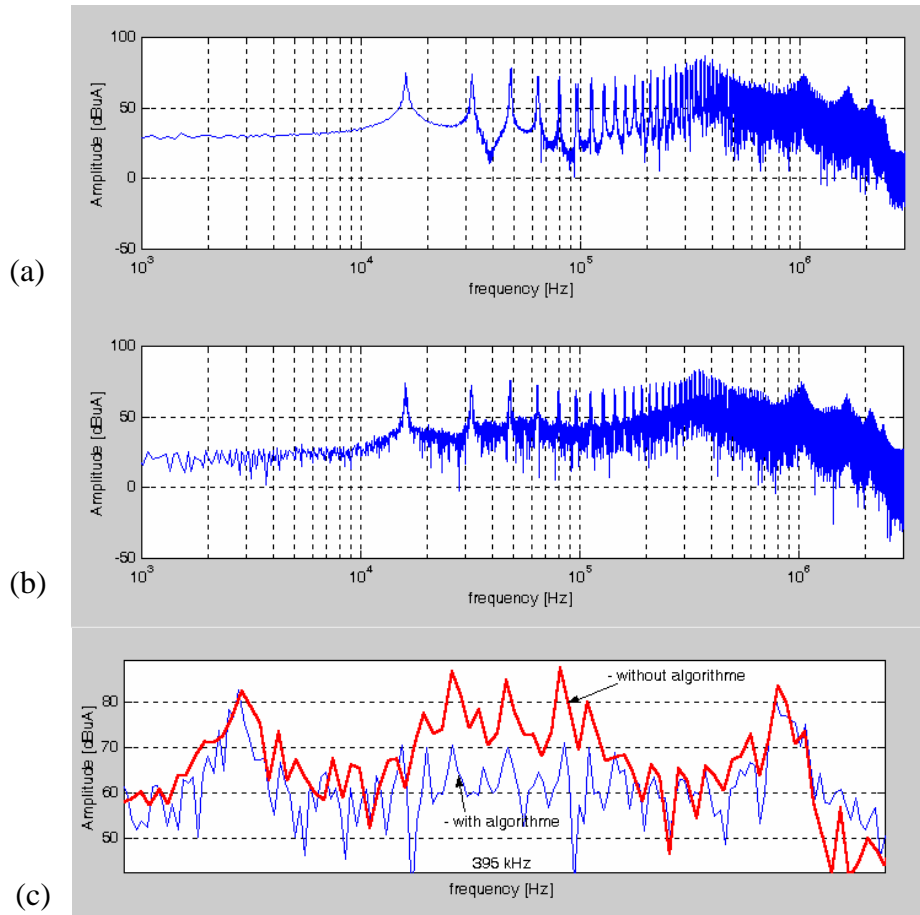 100
50
0
-50
Amplitude [dBuA]
10^3
10^4
10^5
10^6
frequency [Hz]
(a)
100
50
0
-50
Amplitude [dBuA]
10^3
10^4
10^5
10^6
frequency [Hz]
(b)
80
70
60
50
Amplitude [dBuA]
- without algorithme
- with algorithme
395 kHz
frequency [Hz]
(c)